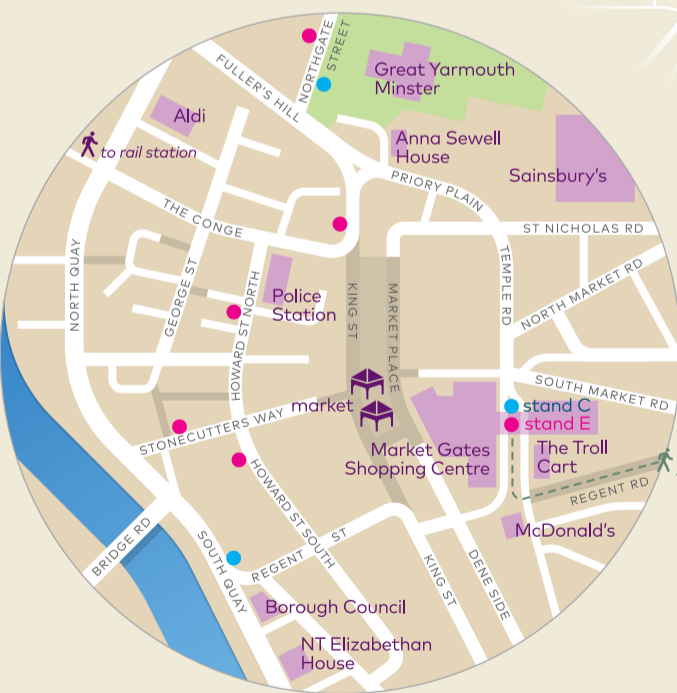 NORTHGATE
STREET
FULLER'S HILL
Great Yarmouth
Minster
Aldi
to rail station
Anna Sewell
House
Sainsbury's
PRIORY PLAIN
THE CONGE
ST NICHOLAS RD
NORTH QUAY
GEORGE ST
HOWARD ST NORTH
Police
Station
KING ST
MARKET PLACE
TEMPLE RD
NORTH MARKET RD
SOUTH MARKET RD
market
stand C
stand E
STONECUTTERS WAY
Market Gates
Shopping Centre
The Troll
Cart
REGENT RD
HOWARD ST SOUTH
McDonald's
BRIDGE RD
SOUTH QUAY
REGENT ST
KING ST
DENE SIDE
Borough Council
NT Elizabethan
House